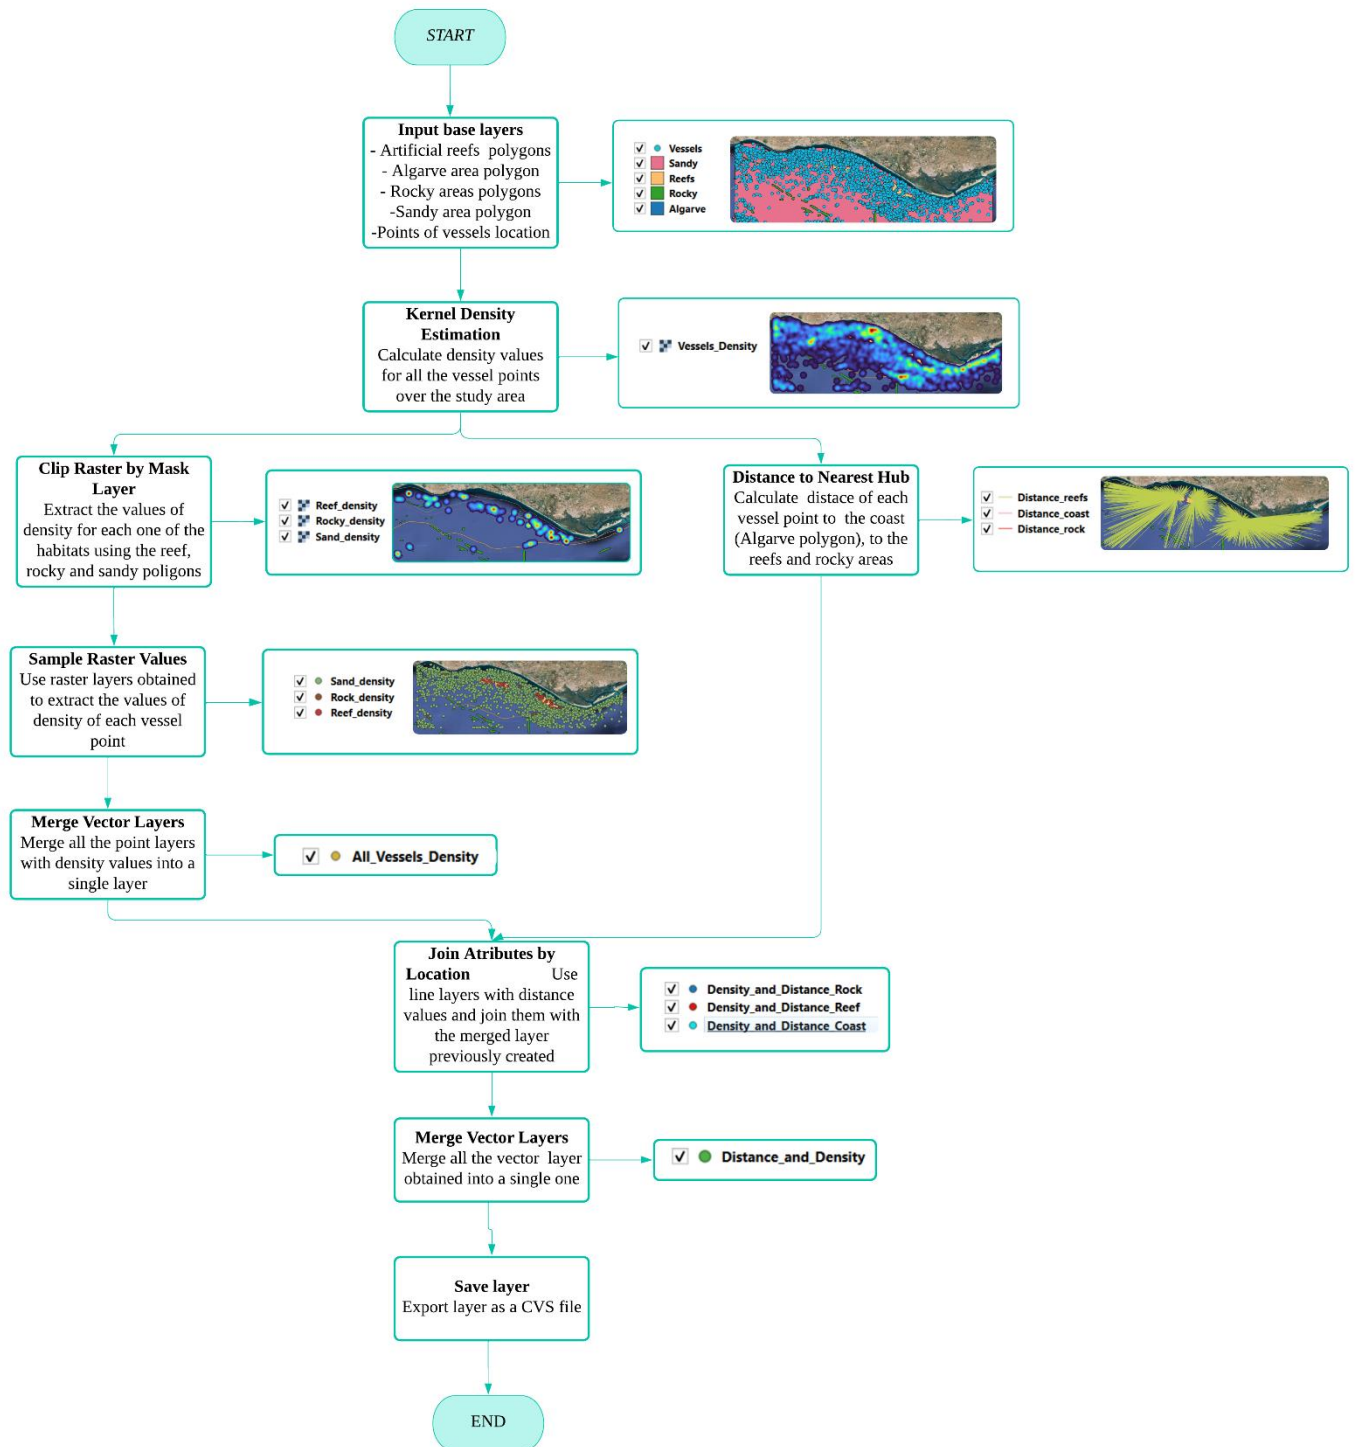 START
Input base layers
- Artificial reefs polygons
- Algarve area polygon
- Rocky areas polygons
-Sandy area polygon
-Points of vessels location
Vessels
Sandy
Reefs
Rocky
Algarve
Kernel Density
Estimation
Calculate density values
for all the vessel points
over the study area
Vessels_Density
Clip Raster by Mask
Layer
Extract the values of
density for each one of the
habitats using the reef,
rocky and sandy poligons
Reef_density
Rocky_density
Sand_density
Distance to Nearest Hub
Calculate distace of each
vessel point to the coast
(Algarve polygon), to the
reefs and rocky areas
Distance_reefs
Distance_coast
Distance_rock
Sample Raster Values
Use raster layers obtained
to extract the values of
density of each vessel
point
Sand_density
Rock_density
Reef_density
Merge Vector Layers
Merge all the point layers
with density values into a
single layer
All_Vessels_Density
Join Atributes by
Location Use
line layers with distance
values and join them with
the merged layer
previously created
Density_and_Distance_Rock
Density_and_Distance_Reef
Density_and_Distance_Coast
Merge Vector Layers
Merge all the vector layer
obtained into a single one
Distance_and_Density
Save layer
Export layer as a CVS file
END